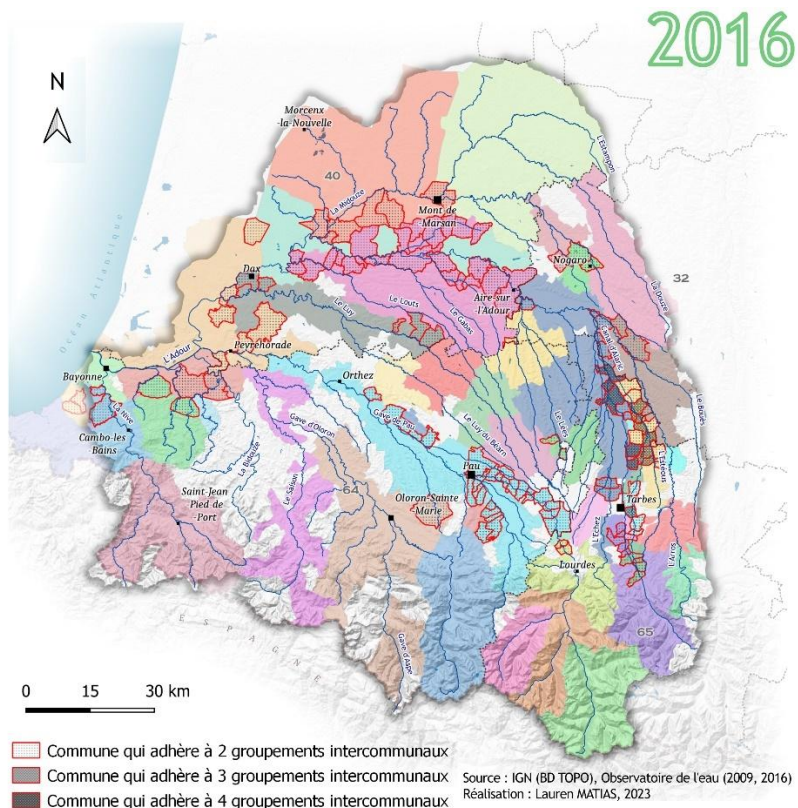 2016
N
Morcenx
-la-Nouvelle
40
L'Estampon
La Midouze
Mont-de-
Marsan
Océan Atlantique
Nogaro
Dax
32
La Douze
Le Louts
Le Gabas
Aire-sur
-l'Adour
Le Luy
Canal d'Alaric
L'Adour
Peyrehorade
Bayonne
Orthez
Le Bouès
La Nive
Gave de Pau
Gave d'Oloron
Le Luy du Béarn
Le Lées
Cambo-les
Bains
La Bidouze
Le Saison
Pau
L'Estéous
Saint-Jean
Pied de
-Port
64
Oloron-Sainte
-Marie
Tarbes
L'Echez
L'Arros
Lourdes
ESPAGNE
Gave d'Aspe
65
0 15 30 km
Commune qui adhère à 2 groupements intercommunaux
Commune qui adhère à 3 groupements intercommunaux
Commune qui adhère à 4 groupements intercommunaux
Source : IGN (BD TOPO), Observatoire de l'eau (2009, 2016)
Réalisation : Lauren MATIAS, 2023